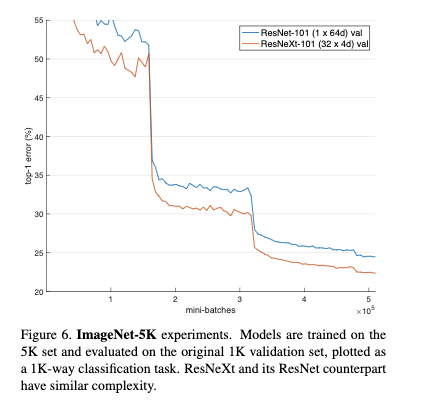 55
50
45
40
35
30
25
20
top-1 error (%)
ResNet-101 (1 x 64d) val
ResNeXt-101 (32 x 4d) val
1 2 3 4 5
mini-batches
×10⁵
Figure 6. ImageNet-5K experiments. Models are trained on the
5K set and evaluated on the original 1K validation set, plotted as
a 1K-way classification task. ResNeXt and its ResNet counterpart
have similar complexity.